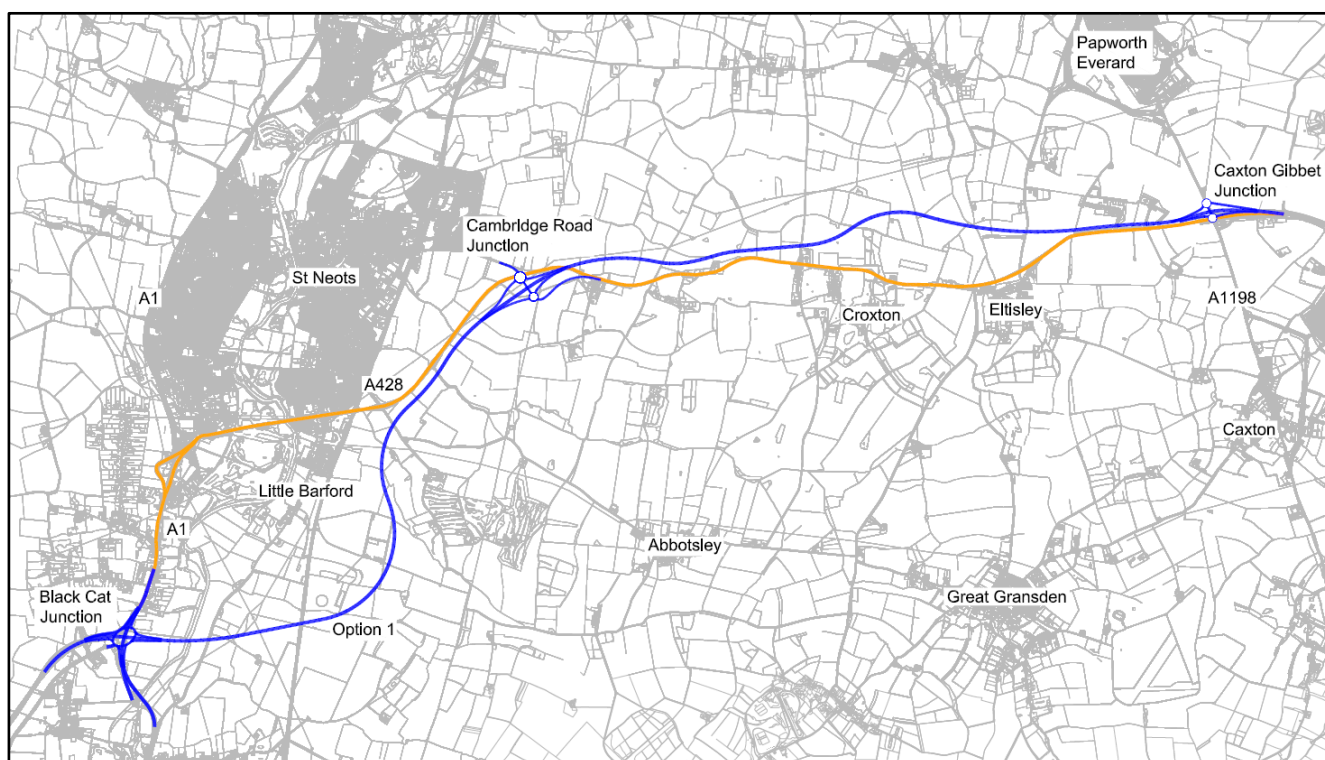 Papworth
Everard
Caxton Gibbet
Junction
Cambridge Road
Junction
St Neots
A1
A1198
Croxton
Eltisley
A428
Caxton
Little Barford
A1
Abbotsley
Black Cat
Junction
Great Gransden
Option 1